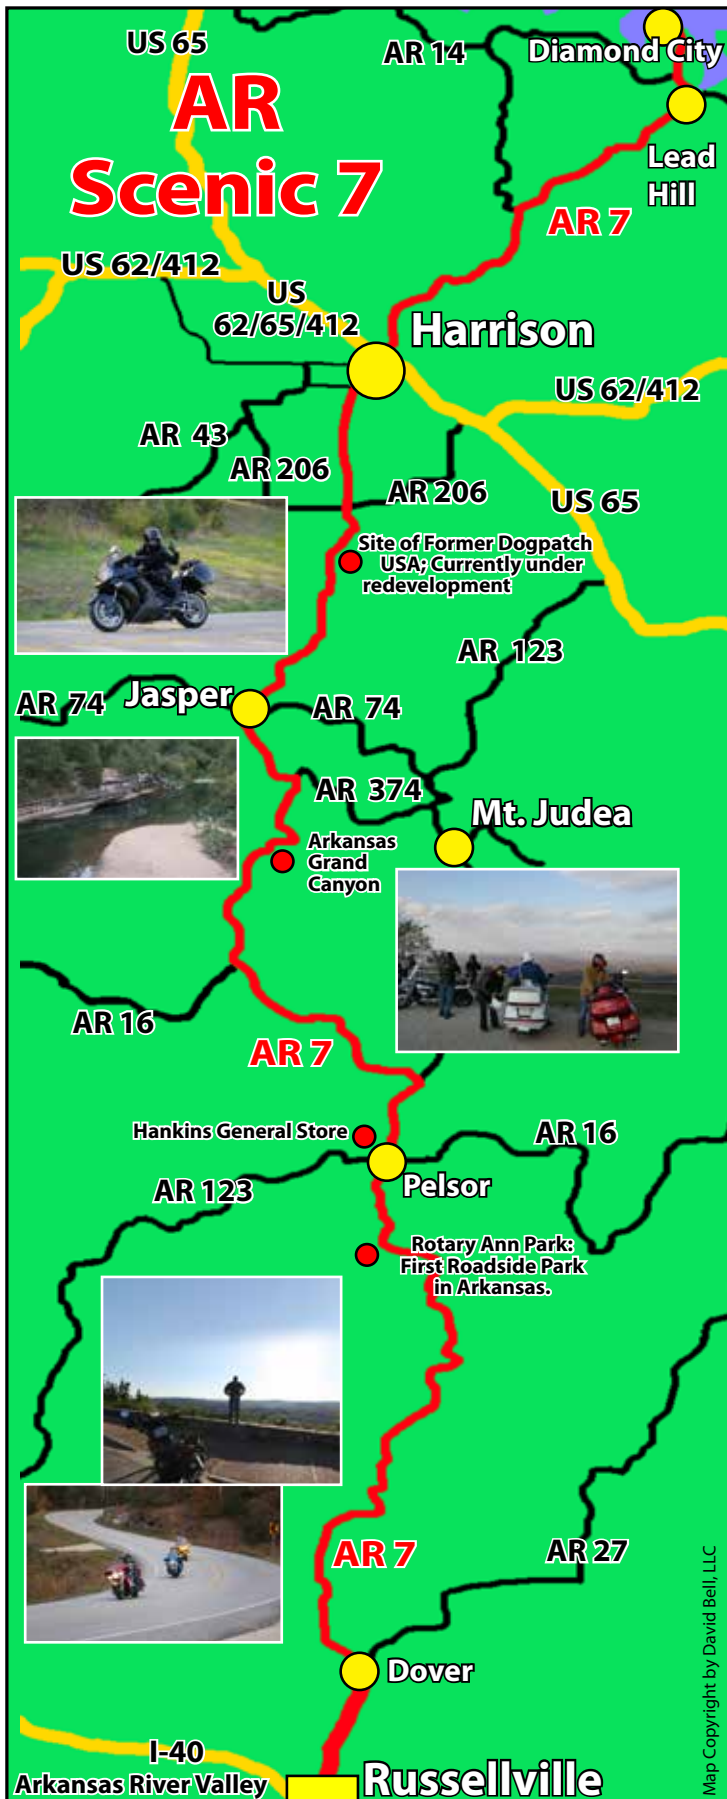 US 65
AR 14
Diamond City
AR
Scenic 7
Lead
Hill
AR 7
US 62/412
US
62/65/412
Harrison
US 62/412
AR 43
AR 206
AR 206
US 65
Site of Former Dogpatch
USA; Currently under
redevelopment
AR 123
AR 74
Jasper
AR 74
AR 374
Mt. Judea
Arkansas
Grand
Canyon
AR 16
AR 7
Hankins General Store
AR 16
AR 123
Pelsor
Rotary Ann Park:
First Roadside Park
in Arkansas.
AR 7
AR 27
Dover
I-40
Arkansas River Valley
Russellville
Map Copyright by David Bell, LLC